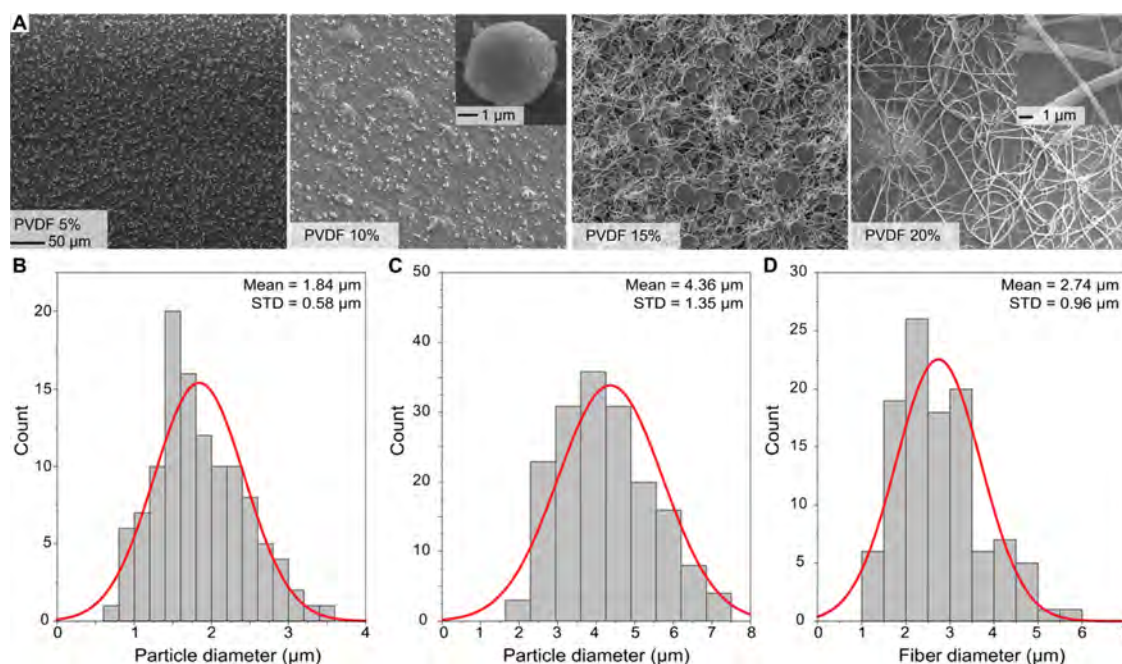 A
PVDF 5%
50 µm
PVDF 10%
1 µm
PVDF 15%
PVDF 20%
1 µm
B
Mean = 1.84 µm
STD = 0.58 µm
20
15
10
5
0
Count
0
1
2
3
4
Particle diameter (µm)
C
Mean = 4.36 µm
STD = 1.35 µm
50
40
30
20
10
0
Count
0
1
2
3
4
5
6
7
8
Particle diameter (µm)
D
Mean = 2.74 µm
STD = 0.96 µm
30
25
20
15
10
5
0
Count
0
1
2
3
4
5
6
7
Fiber diameter (µm)